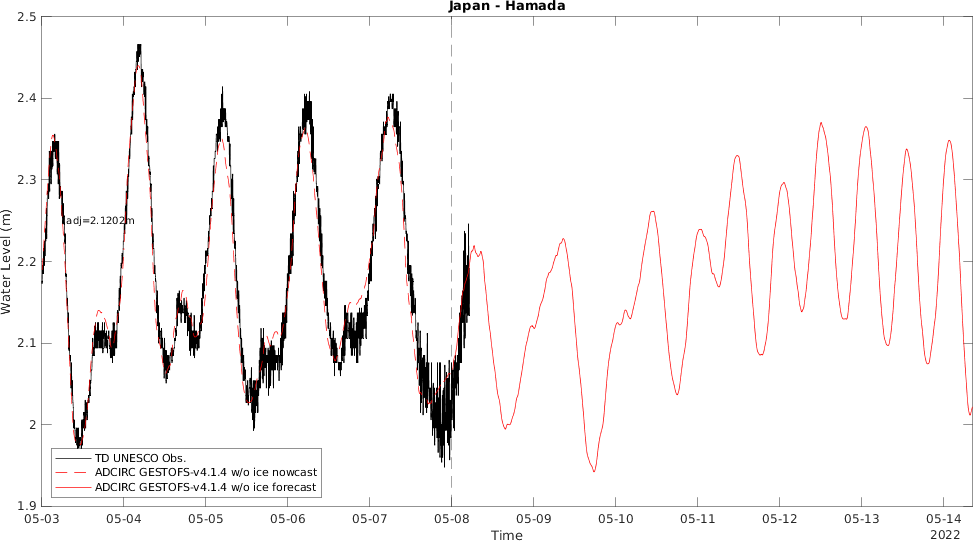 Japan - Hamada
2.5
2.4
2.3
2.2
2.1
2
1.9
Water Level (m)
adj=2.1202m
TD UNESCO Obs.
ADCIRC GESTOFS-v4.1.4 w/o ice nowcast
ADCIRC GESTOFS-v4.1.4 w/o ice forecast
05-03 05-04 05-05 05-06 05-07 05-08 05-09 05-10 05-11 05-12 05-13 05-14
2022
Time